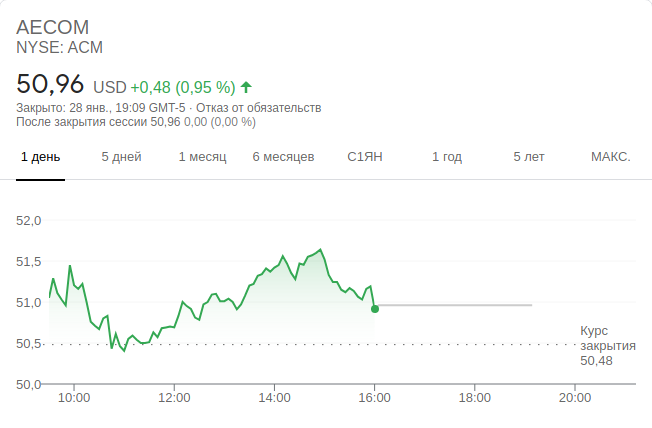 AECOM
NYSE: ACM
50,96 USD +0,48 (0,95 %)
Закрыто: 28 янв., 19:09 GMT-5 · Отказ от обязательств
После закрытия сессии 50,96 0,00 (0,00 %)
1 день 5 дней 1 месяц 6 месяцев С1ЯН 1 год 5 лет МАКС.
52,0
51,5
51,0
50,5
50,0
Курс
закрытия
50,48
10:00 12:00 14:00 16:00 18:00 20:00